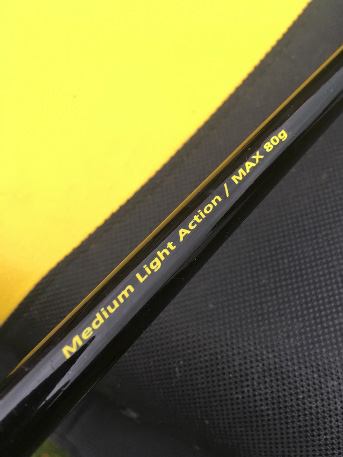 Medium Light Action / MAX 80g